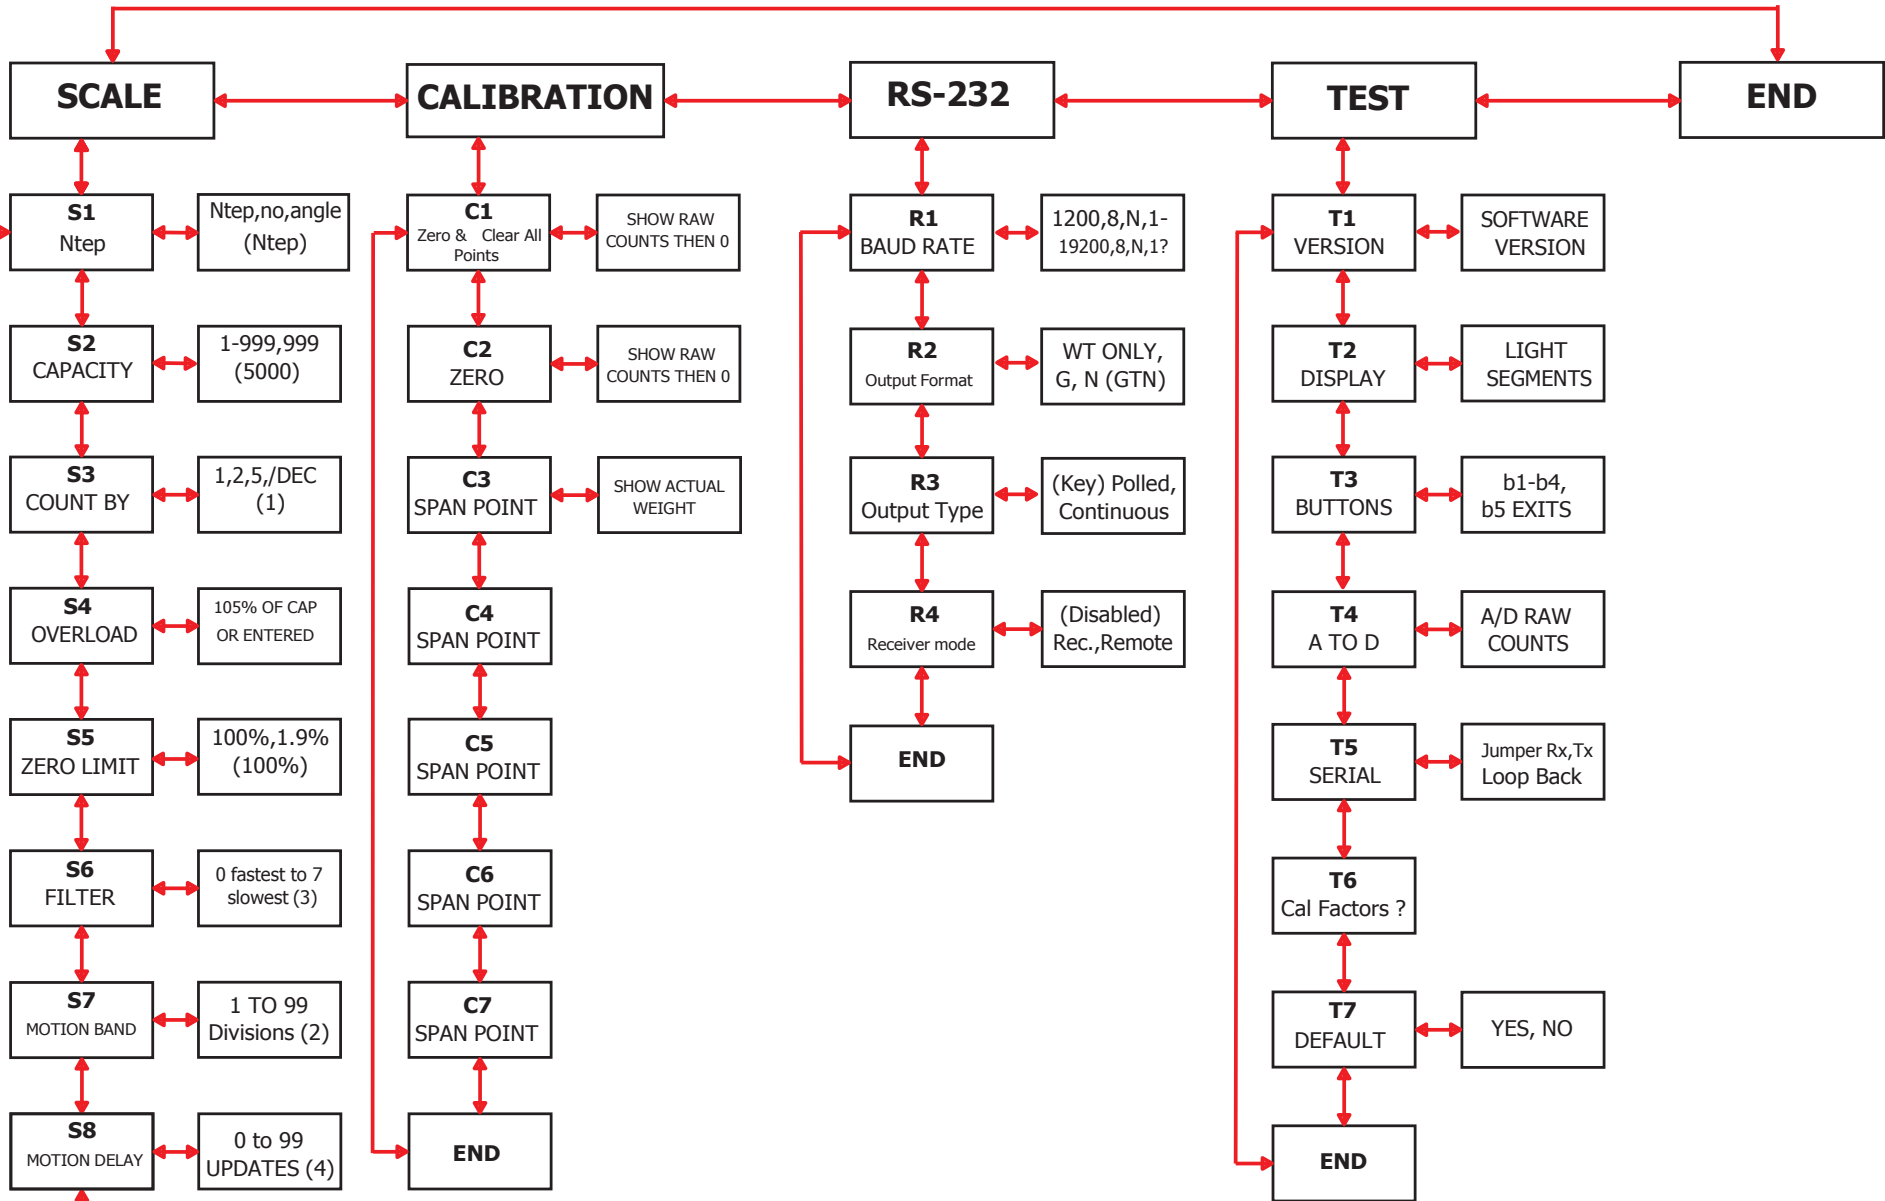 SCALE
CALIBRATION
RS-232
TEST
END
S1
Ntep
Ntep,no,angle
(Ntep)
S2
CAPACITY
1-999,999
(5000)
S3
COUNT BY
1,2,5,/DEC
(1)
S4
OVERLOAD
105% OF CAP
OR ENTERED
S5
ZERO LIMIT
100%,1.9%
(100%)
S6
FILTER
0 fastest to 7
slowest (3)
S7
MOTION BAND
1 TO 99
Divisions (2)
S8
MOTION DELAY
0 to 99
UPDATES (4)
C1
Zero & Clear All
Points
SHOW RAW
COUNTS THEN 0
C2
ZERO
SHOW RAW
COUNTS THEN 0
C3
SPAN POINT
SHOW ACTUAL
WEIGHT
C4
SPAN POINT
C5
SPAN POINT
C6
SPAN POINT
C7
SPAN POINT
END
R1
BAUD RATE
1200,8,N,1-
19200,8,N,1?
R2
Output Format
WT ONLY,
G, N (GTN)
R3
Output Type
(Key) Polled,
Continuous
R4
Receiver mode
(Disabled)
Rec.,Remote
END
T1
VERSION
SOFTWARE
VERSION
T2
DISPLAY
LIGHT
SEGMENTS
T3
BUTTONS
b1-b4,
b5 EXITS
T4
A TO D
A/D RAW
COUNTS
T5
SERIAL
Jumper Rx,Tx
Loop Back
T6
Cal Factors ?
T7
DEFAULT
YES, NO
END